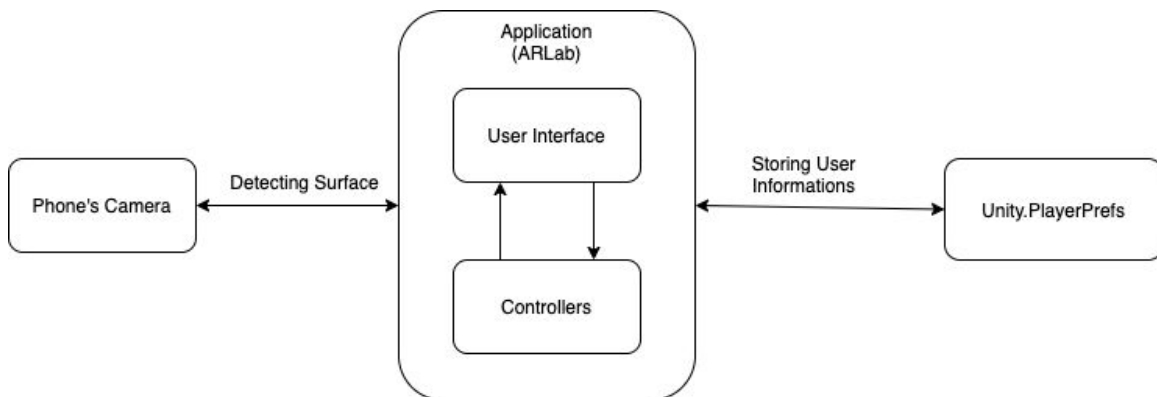 Application
(ARLab)
User Interface
Storing User
Informations
Detecting Surface
Phone's Camera
Unity.PlayerPrefs
Controllers